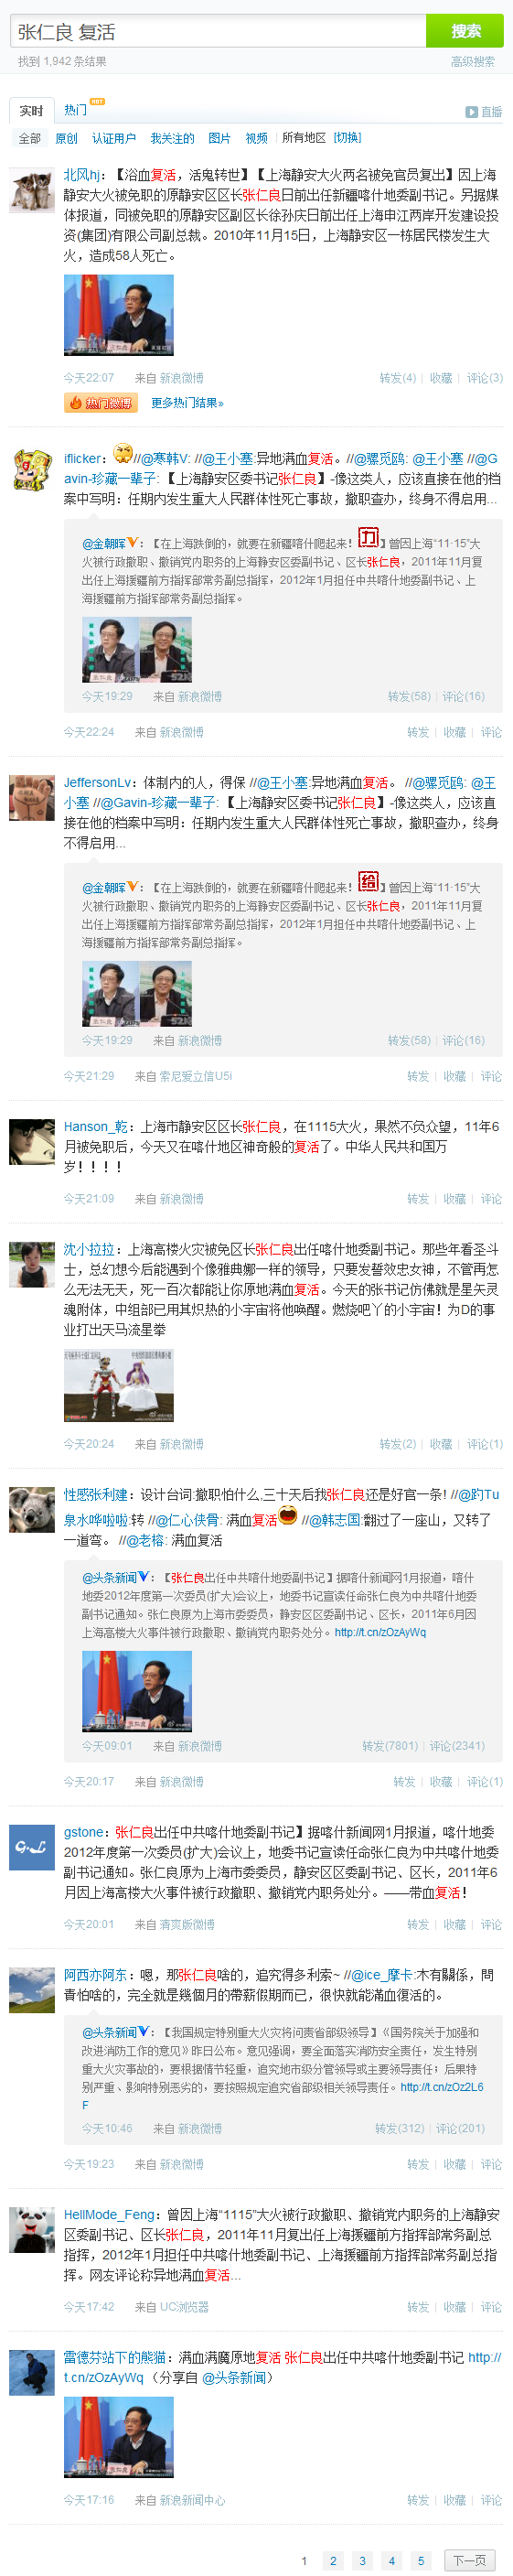 张仁良 复活
搜索
找到 1,942 条结果
高级搜索
实时
热门
HOT
直播
全部 原创 认证用户 我关注的 图片 视频 所有地区 [切换]
北风hj：【浴血复活，活鬼转世】【上海静安大火两名被免官员复出】因上海
静安大火被免职的原静安区区长张仁良日前出任新疆喀什地委副书记。另据媒
体报道，同被免职的原静安区副区长徐孙庆日前出任上海申江两岸开发建设投
资(集团)有限公司副总裁。2010年11月15日，上海静安区一栋居民楼发生大
火，造成58人死亡。
今天22:07 来自 新浪微博
转发(4) | 收藏 | 评论(3)
热门微博 更多热门结果»
iflicker： //@寒韩V: //@王小塞:异地满血复活。//@骡觅鸥: @王小塞 //@G
avin-珍藏一辈子:【上海静安区委书记张仁良】-像这类人，应该直接在他的档
案中写明：任期内发生重大人民群体性死亡事故，撤职查办，终身不得启用...
@金朝晖V：【在上海跌倒的，就要在新疆喀什爬起来！力】曾因上海“11·15”大
火被行政撤职、撤销党内职务的上海静安区委副书记、区长张仁良，2011年11月复
出任上海援疆前方指挥部常务副总指挥，2012年1月担任中共喀什地委副书记、上
海援疆前方指挥部常务副总指挥。
今天19:29 来自 新浪微博
转发(58) | 评论(16)
今天22:24 来自 新浪微博
转发 | 收藏 | 评论
JeffersonLv：体制内的人，得保 //@王小塞:异地满血复活。 //@骡觅鸥: @王
小塞 //@Gavin-珍藏一辈子:【上海静安区委书记张仁良】-像这类人，应该直
接在他的档案中写明：任期内发生重大人民群体性死亡事故，撤职查办，终身
不得启用...
@金朝晖V：【在上海跌倒的，就要在新疆喀什爬起来！给】曾因上海“11·15”大
火被行政撤职、撤销党内职务的上海静安区委副书记、区长张仁良，2011年11月复
出任上海援疆前方指挥部常务副总指挥，2012年1月担任中共喀什地委副书记、上
海援疆前方指挥部常务副总指挥。
今天19:29 来自 新浪微博
转发(58) | 评论(16)
今天21:29 来自 索尼爱立信U5i
转发 | 收藏 | 评论
Hanson_乾：上海市静安区区长张仁良，在1115大火，果然不负众望，11年6
月被免职后，今天又在喀什地区神奇般的复活了。中华人民共和国万
岁！！！！
今天21:09 来自 新浪微博
转发 | 收藏 | 评论
沈小拉拉：上海高楼火灾被免区长张仁良出任喀什地委副书记。那些年看圣斗
士，总幻想今后能遇到个像雅典娜一样的领导，只要发誓效忠女神，不管再怎
么无法无天，死一百次都能让你原地满血复活。今天的张书记仿佛就是星矢灵
魂附体，中组部已用其炽热的小宇宙将他唤醒。燃烧吧丫的小宇宙！为D的事
业打出天马流星拳
今天20:24 来自 新浪微博
转发(2) | 收藏 | 评论(1)
性感张利建：设计台词:撤职怕什么,三十天后我张仁良还是好官一条! //@趵Tu
泉水哗啦啦:转 //@仁心侠骨: 满血复活 //@韩志国:翻过了一座山，又转了
一道弯。 //@老榕: 满血复活
@头条新闻V：【张仁良出任中共喀什地委副书记】据喀什新闻网1月报道，喀什
地委2012年度第一次委员(扩大)会议上，地委书记宣读任命张仁良为中共喀什地委
副书记通知。张仁良原为上海市委委员，静安区区委副书记、区长，2011年6月因
上海高楼大火事件被行政撤职、撤销党内职务处分。http://t.cn/zOzAyWq
今天09:01 来自 新浪微博
转发(7801) | 评论(2341)
今天20:17 来自 新浪微博
转发 | 收藏 | 评论(1)
G.L
gstone：张仁良出任中共喀什地委副书记】据喀什新闻网1月报道，喀什地委
2012年度第一次委员(扩大)会议上，地委书记宣读任命张仁良为中共喀什地委
副书记通知。张仁良原为上海市委委员，静安区区委副书记、区长，2011年6
月因上海高楼大火事件被行政撤职、撤销党内职务处分。——带血复活！
今天20:01 来自 清爽版微博
转发 | 收藏 | 评论
阿西亦阿东：嗯，那张仁良啥的，追究得多利索~ //@ice_摩卡:木有關係，問
責怕啥的，完全就是幾個月的帶薪假期而已，很快就能滿血復活的。
@头条新闻V：【我国规定特别重大火灾将问责省部级领导】《国务院关于加强和
改进消防工作的意见》昨日公布。意见强调，要全面落实消防安全责任，发生特别
重大火灾事故的，要根据情节轻重，追究地市级分管领导或主要领导责任；后果特
别严重、影响特别恶劣的，要按照规定追究省部级相关领导责任。http://t.cn/zOz2L6
F
今天10:46 来自 新浪微博
转发(312) | 评论(201)
今天19:23 来自 新浪微博
转发 | 收藏 | 评论
HellMode_Feng：曾因上海“1115”大火被行政撤职、撤销党内职务的上海静安
区委副书记、区长张仁良，2011年11月复出任上海援疆前方指挥部常务副总
指挥，2012年1月担任中共喀什地委副书记、上海援疆前方指挥部常务副总指
挥。网友评论称异地满血复活...
今天17:42 来自 UC浏览器
转发 | 收藏 | 评论
雷德芬站下的熊猫：满血满魔原地复活 张仁良出任中共喀什地委副书记 http://
t.cn/zOzAyWq （分享自 @头条新闻）
今天17:16 来自 新浪新闻中心
转发 | 收藏 | 评论
1 2 3 4 5 下一页